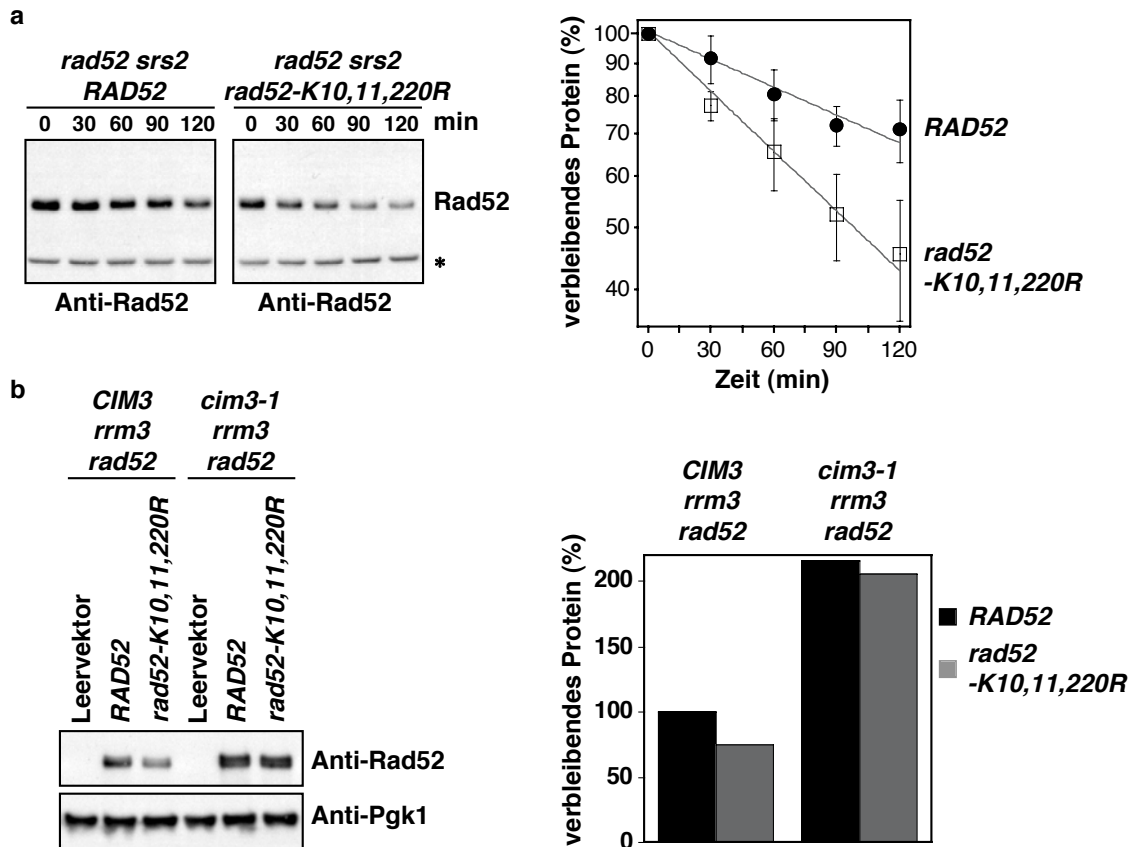 a
rad52 srs2
RAD52
rad52 srs2
rad52-K10,11,220R
0 30 60 90 120
0 30 60 90 120 min
Rad52
*
Anti-Rad52
Anti-Rad52
verbleibendes Protein (%)
100
90
80
70
60
50
40
0
30
60
90
120
Zeit (min)
RAD52
rad52
-K10,11,220R
b
CIM3
rrm3
rad52
cim3-1
rrm3
rad52
Leervektor
RAD52
rad52-K10,11,220R
Leervektor
RAD52
rad52-K10,11,220R
Anti-Rad52
Anti-Pgk1
CIM3
rrm3
rad52
cim3-1
rrm3
rad52
verbleibendes Protein (%)
200
150
100
50
0
RAD52
rad52
-K10,11,220R